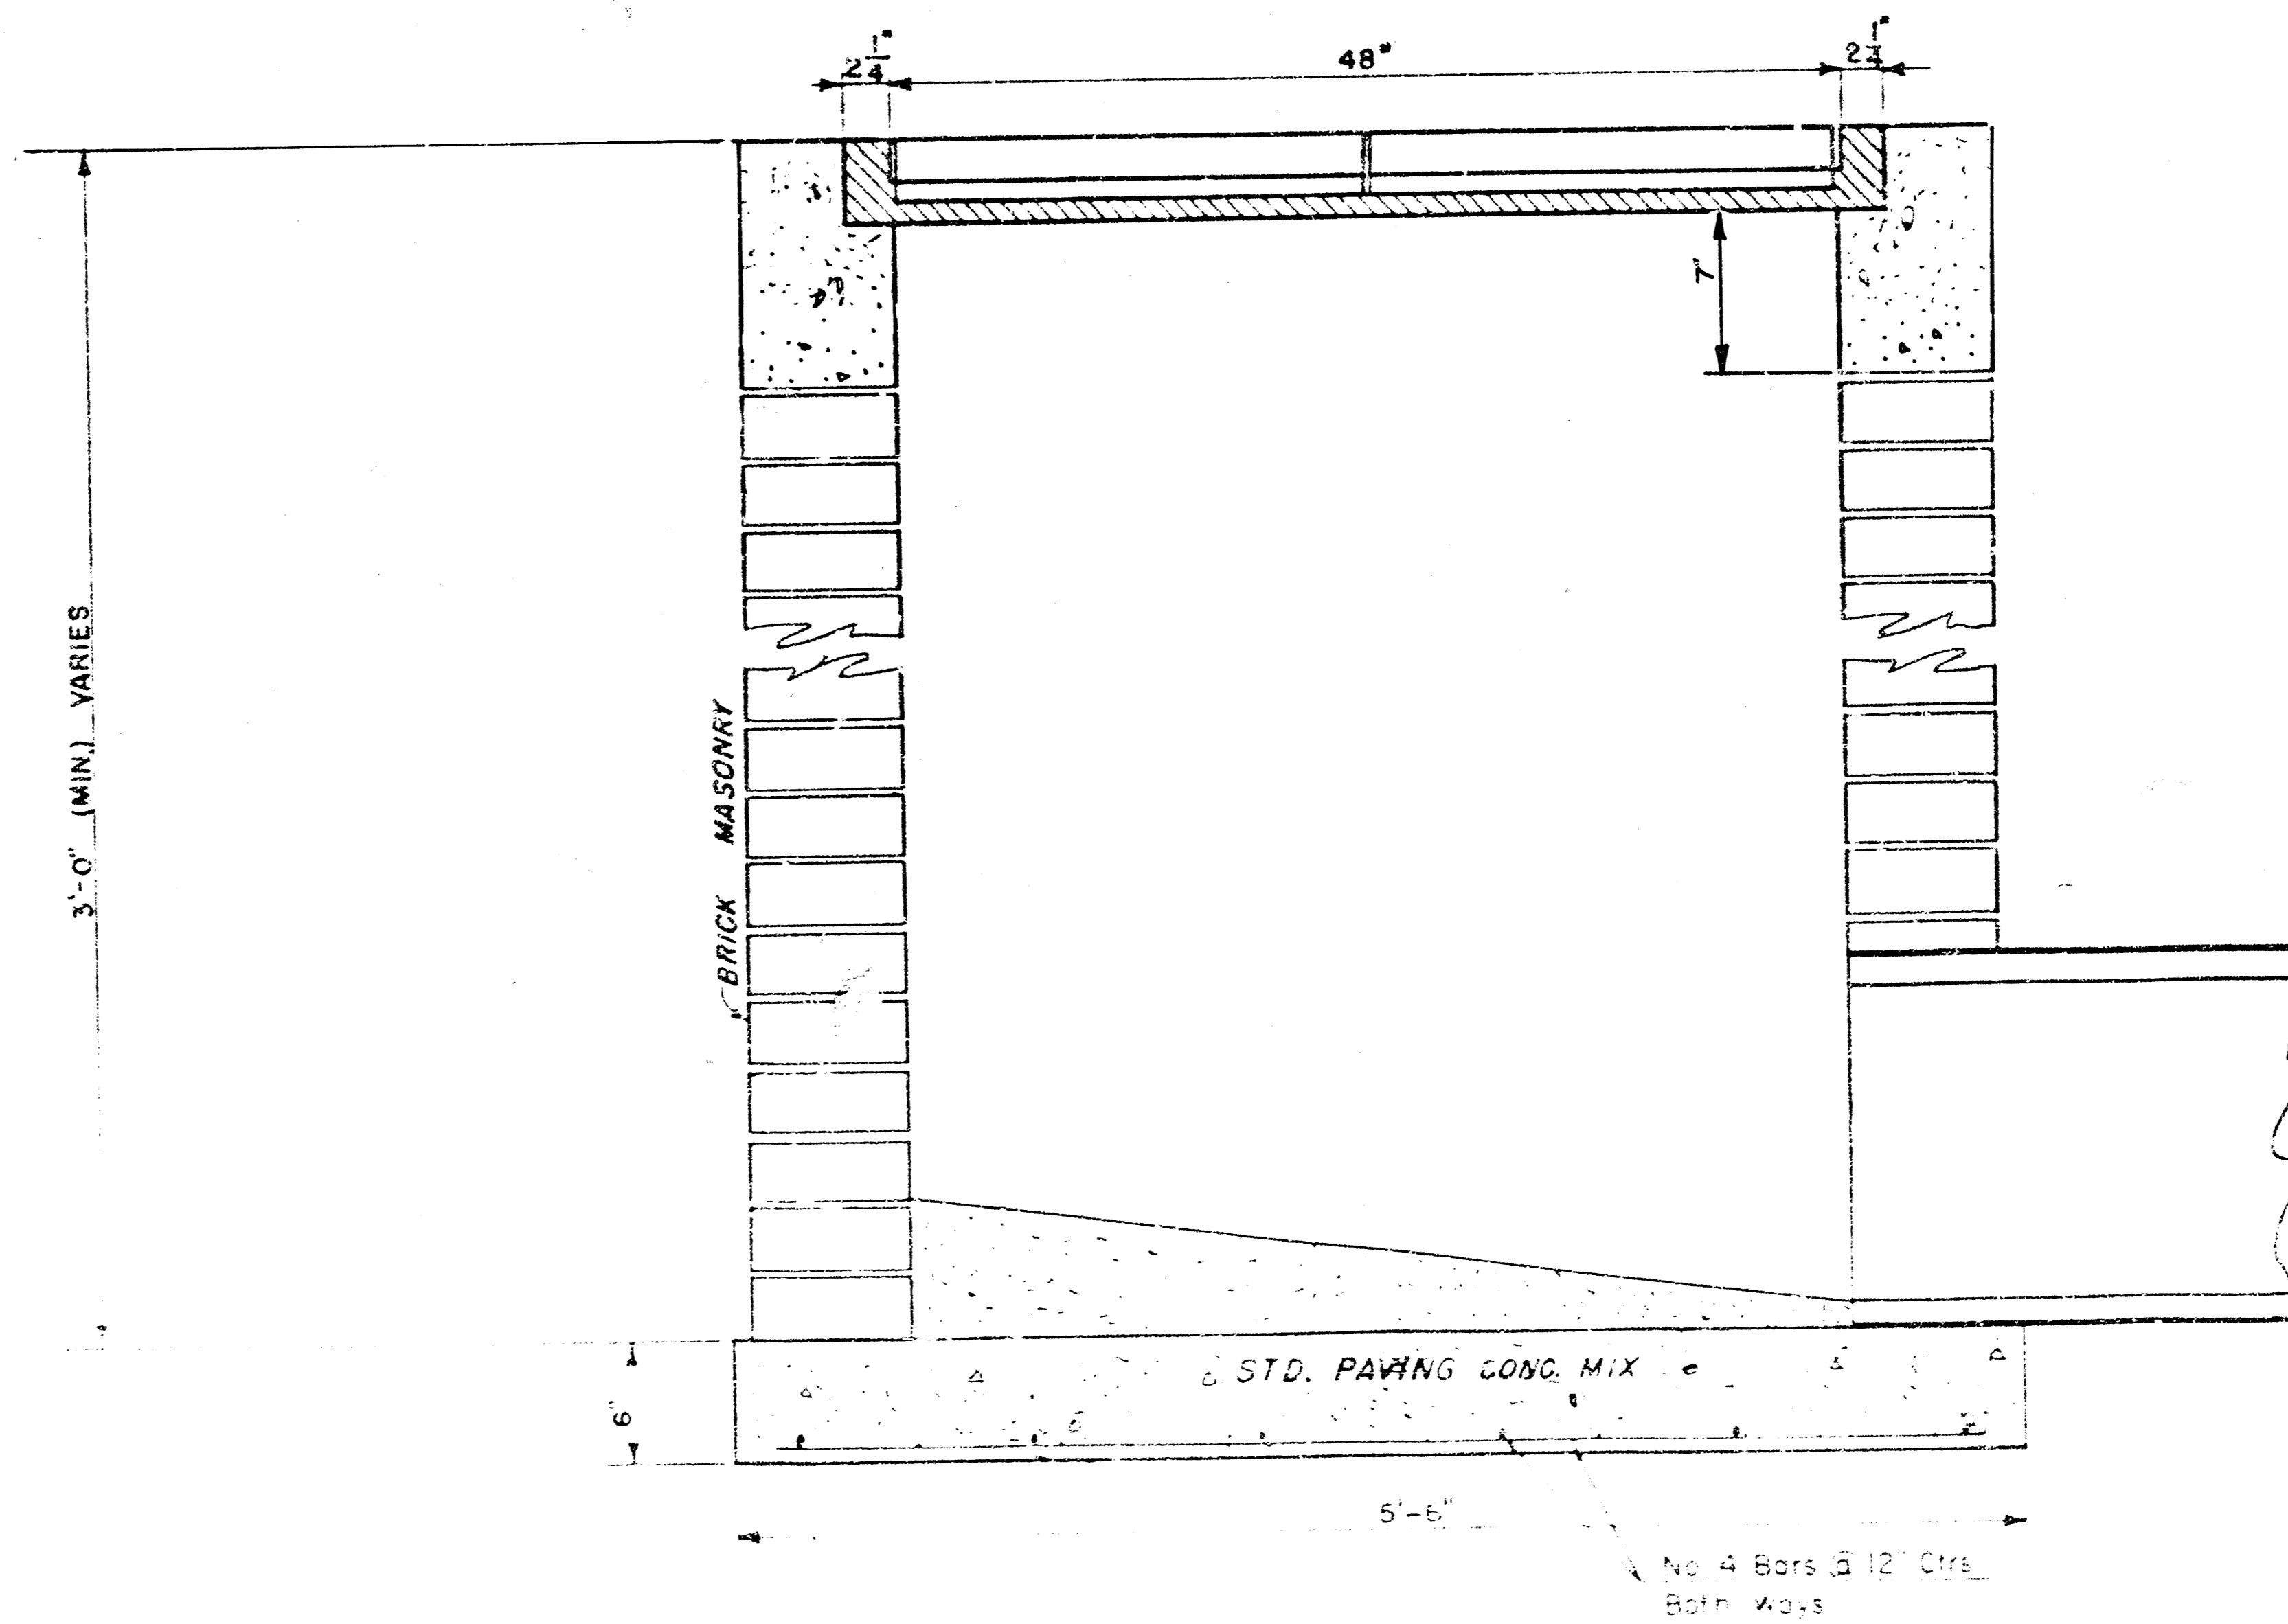 2 1/4"
48"
2 1/4"
7"
3'-0" (MIN.) VARIES
BRICK MASONRY
STD. PAVING CONC. MIX
6"
5'-6"
No. 4 Bars @ 12" Ctrs.
Both Ways